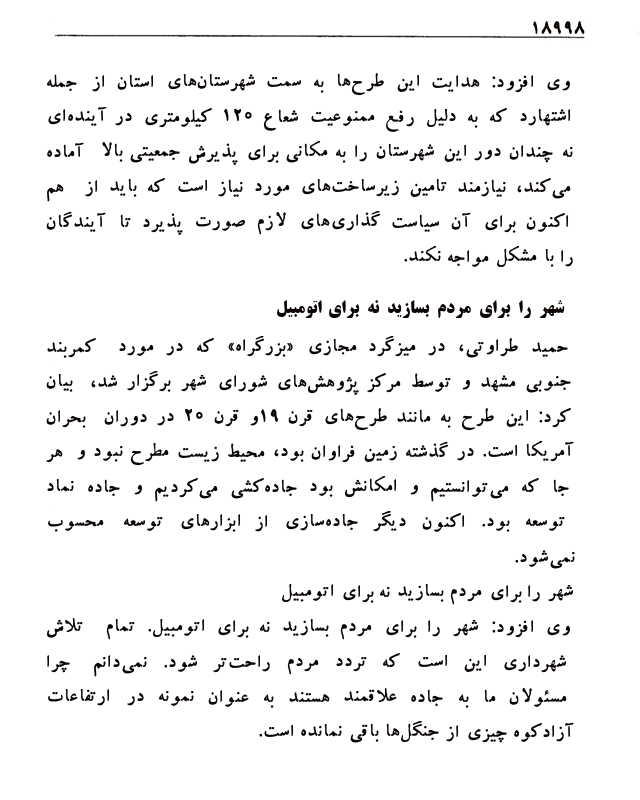 ۱۸۹۹۸
وی افزود: هدایت این طرح‌ها به سمت شهرستان‌های استان از جمله
اشتهارد که به دلیل رفع ممنوعیت شعاع ۱۲۰ کیلومتری در آینده‌ای
نه چندان دور این شهرستان را به مکانی برای پذیرش جمعیتی بالا آماده
می‌کند، نیازمند تامین زیرساخت‌های مورد نیاز است که باید از هم
اکنون برای آن سیاست گذاری‌های لازم صورت پذیرد تا آیندگان
را با مشکل مواجه نکند.
شهر را برای مردم بسازید نه برای اتومبیل
حمید طراوتی، در میزگرد مجازی «بزرگراه» که در مورد کمربند
جنوبی مشهد و توسط مرکز پژوهش‌های شورای شهر برگزار شد، بیان
کرد: این طرح به مانند طرح‌های قرن ۱۹و قرن ۲۰ در دوران بحران
آمریکا است. در گذشته زمین فراوان بود، محیط زیست مطرح نبود و هر
جا که می‌توانستیم و امکانش بود جاده‌کشی می‌کردیم و جاده نماد
توسعه بود. اکنون دیگر جاده‌سازی از ابزارهای توسعه محسوب
نمی‌شود.
شهر را برای مردم بسازید نه برای اتومبیل
وی افزود: شهر را برای مردم بسازید نه برای اتومبیل. تمام تلاش
شهرداری این است که تردد مردم راحت‌تر شود. نمی‌دانم چرا
مسئولان ما به جاده علاقمند هستند به عنوان نمونه در ارتفاعات
آزادکوه چیزی از جنگل‌ها باقی نمانده است.